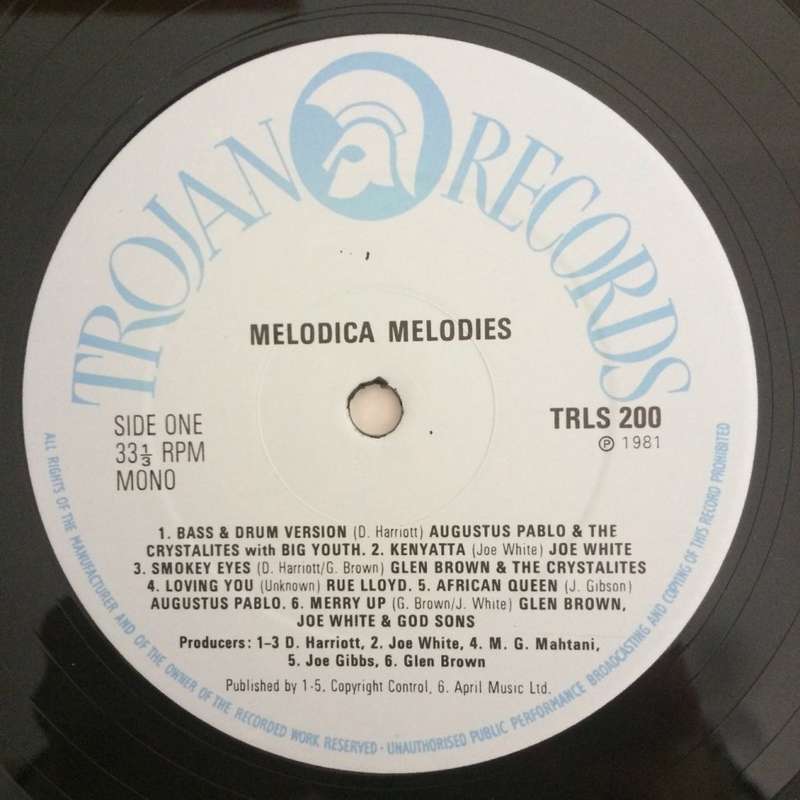 TROJAN RECORDS
MELODICA MELODIES
SIDE ONE
33⅓ RPM
MONO
TRLS 200
℗ 1981
1. BASS & DRUM VERSION (D. Harriott) AUGUSTUS PABLO & THE
CRYSTALITES with BIG YOUTH. 2. KENYATTA (Joe White) JOE WHITE
3. SMOKEY EYES (D. Harriott/G. Brown) GLEN BROWN & THE CRYSTALITES
4. LOVING YOU (Unknown) RUE LLOYD. 5. AFRICAN QUEEN (J. Gibson)
AUGUSTUS PABLO. 6. MERRY UP (G. Brown/J. White) GLEN BROWN,
JOE WHITE & GOD SONS
Producers: 1-3 D. Harriott, 2. Joe White, 4. M. G. Mahtani,
5. Joe Gibbs, 6. Glen Brown
Published by 1-5. Copyright Control, 6. April Music Ltd.
ALL RIGHTS OF THE MANUFACTURER AND OF THE OWNER OF THE RECORDED WORK RESERVED · UNAUTHORISED PUBLIC PERFORMANCE BROADCASTING AND COPYING OF THIS RECORD PROHIBITED